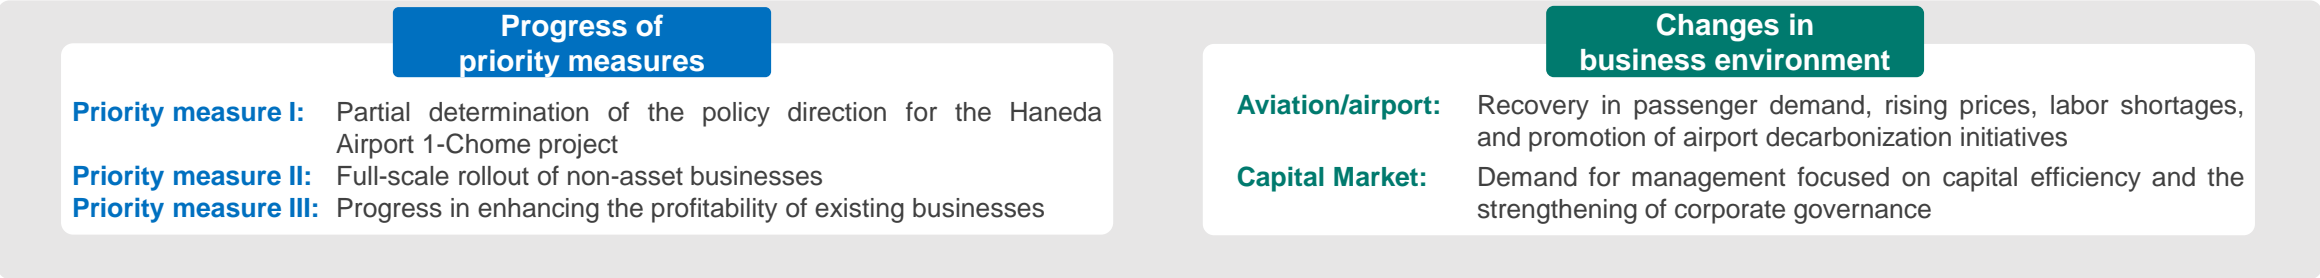 Progress of
priority measures
Priority measure I: Partial determination of the policy direction for the Haneda
Airport 1-Chome project
Priority measure II: Full-scale rollout of non-asset businesses
Priority measure III: Progress in enhancing the profitability of existing businesses
Changes in
business environment
Aviation/airport: Recovery in passenger demand, rising prices, labor shortages,
and promotion of airport decarbonization initiatives
Capital Market: Demand for management focused on capital efficiency and the
strengthening of corporate governance